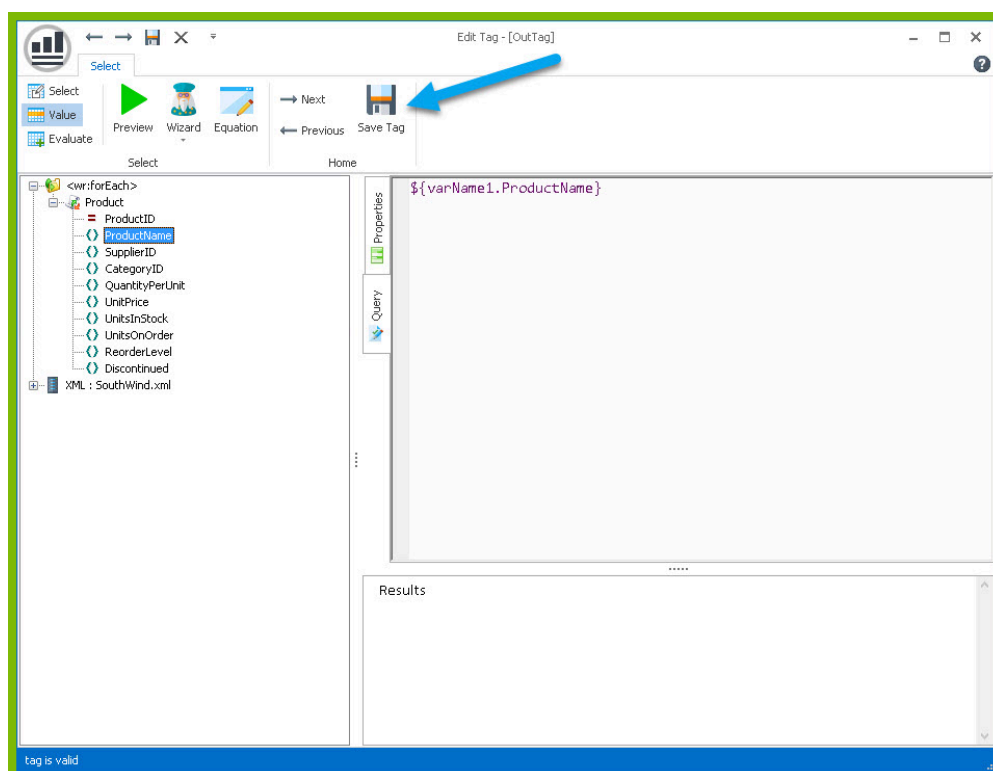 Edit Tag - [OutTag]
Select
Select
Value
Evaluate
Preview
Wizard
Equation
Next
Previous
Save Tag
Select
Home
<wr:forEach>
Product
ProductID
ProductName
SupplierID
CategoryID
QuantityPerUnit
UnitPrice
UnitsInStock
UnitsOnOrder
ReorderLevel
Discontinued
XML : SouthWind.xml
Properties
Query
${varName1.ProductName}
Results
tag is valid